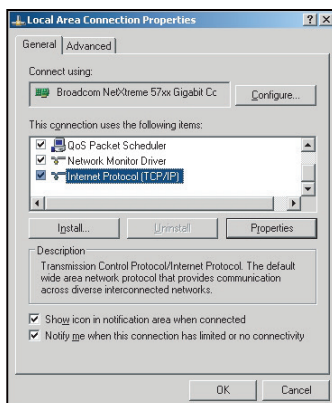 Local Area Connection Properties
General Advanced
Connect using:
Broadcom NetXtreme 57xx Gigabit Cc
Configure...
This connection uses the following items:
QoS Packet Scheduler
Network Monitor Driver
Internet Protocol (TCP/IP)
Install... Uninstall Properties
Description
Transmission Control Protocol/Internet Protocol. The default
wide area network protocol that provides communication
across diverse interconnected networks.
Show icon in notification area when connected
Notify me when this connection has limited or no connectivity
OK Cancel